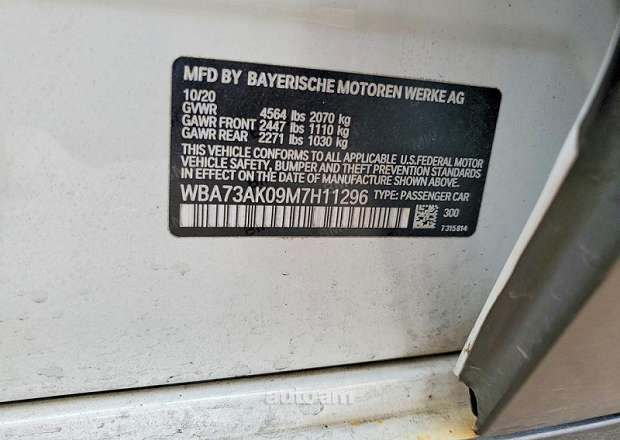 MFD BY BAYERISCHE MOTOREN WERKE AG
10/20
GVWR 4564 lbs 2070 kg
GAWR FRONT 2447 lbs 1110 kg
GAWR REAR 2271 lbs 1030 kg
THIS VEHICLE CONFORMS TO ALL APPLICABLE U.S.FEDERAL MOTOR
VEHICLE SAFETY, BUMPER AND THEFT PREVENTION STANDARDS
IN EFFECT ON THE DATE OF MANUFACTURE SHOWN ABOVE.
WBA73AK09M7H11296 TYPE: PASSENGER CAR
300
7315814
autoam